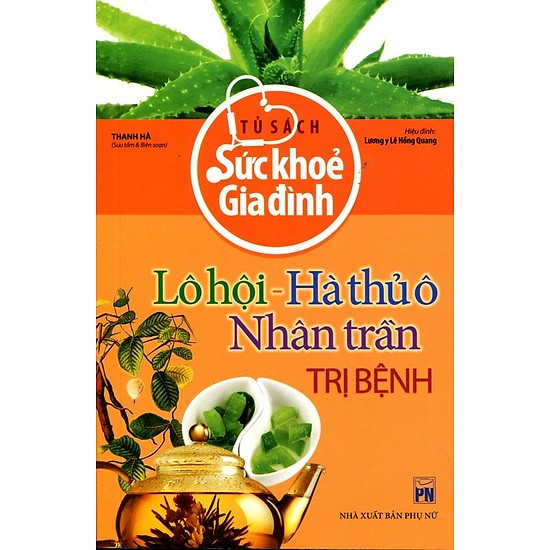 THANH HÀ
(Sưu tầm & Biên soạn)
TỦ SÁCH
Sức khoẻ
Gia đình
Hiệu đính:
Lương y Lê Hồng Quang
Lô hội - Hà thủ ô
Nhân trần
TRỊ BỆNH
PN
NHÀ XUẤT BẢN PHỤ NỮ